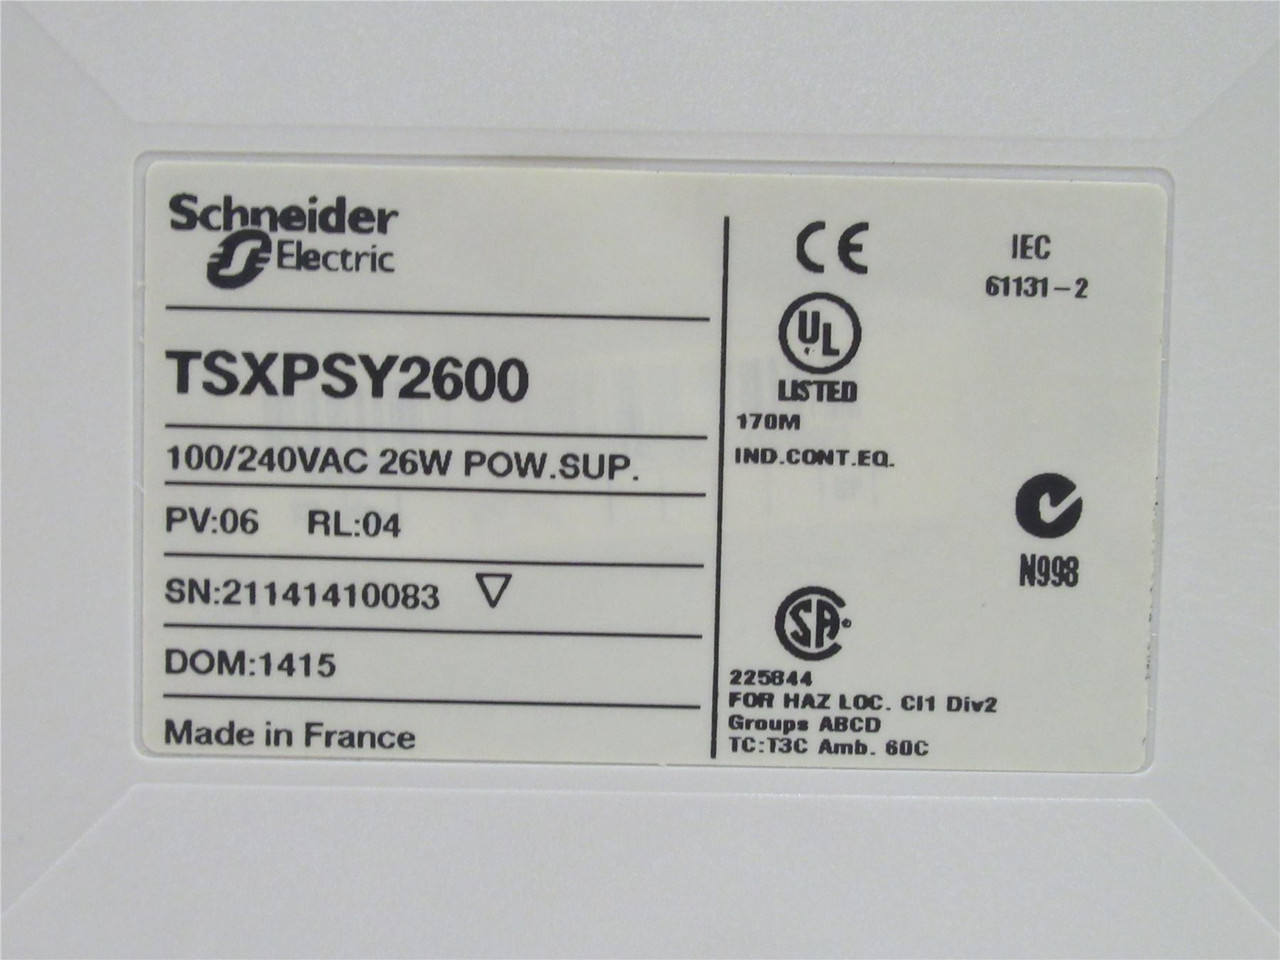 Schneider
Electric
TSXPSY2600
100/240VAC 26W POW.SUP.
PV:06 RL:04
SN:21141410083
DOM:1415
Made in France
CE
IEC
61131-2
UL
LISTED
170M
IND.CONT.EQ.
N998
SA
225844
FOR HAZ LOC. Cl1 Div2
Groups ABCD
TC:T3C Amb. 60C